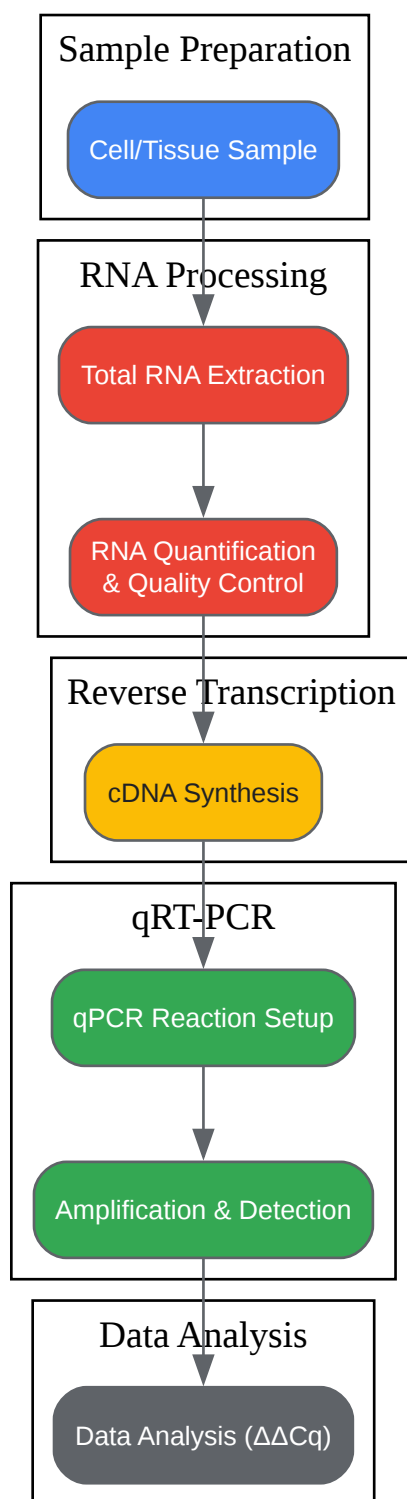 Sample Preparation
Cell/Tissue Sample
RNA Processing
Total RNA Extraction
RNA Quantification
& Quality Control
Reverse Transcription
cDNA Synthesis
qRT-PCR
qPCR Reaction Setup
Amplification & Detection
Data Analysis
Data Analysis (ΔΔCq)